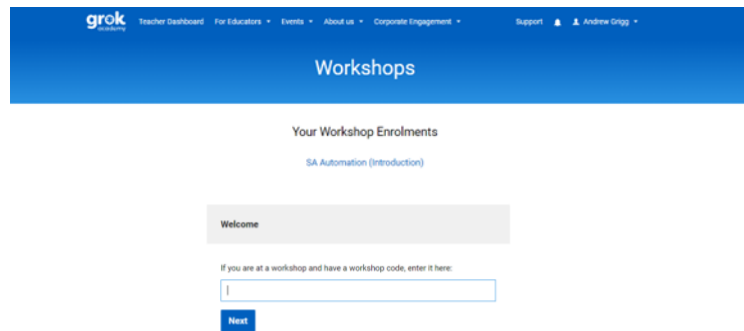 grok academy Teacher Dashboard For Educators Events About us Corporate Engagement Support Andrew Grigg
Workshops
Your Workshop Enrolments
SA Automation (Introduction)
Welcome
If you are at a workshop and have a workshop code, enter it here:
Next